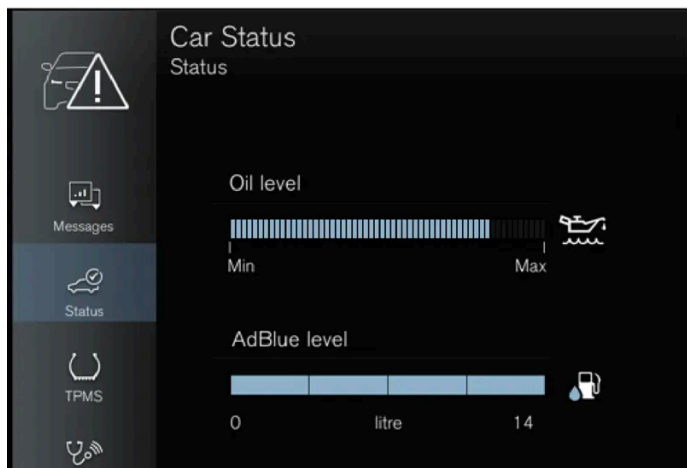 Car Status
Status
Messages
Status
TPMS
Oil level
Min Max
AdBlue level
0 litre 14